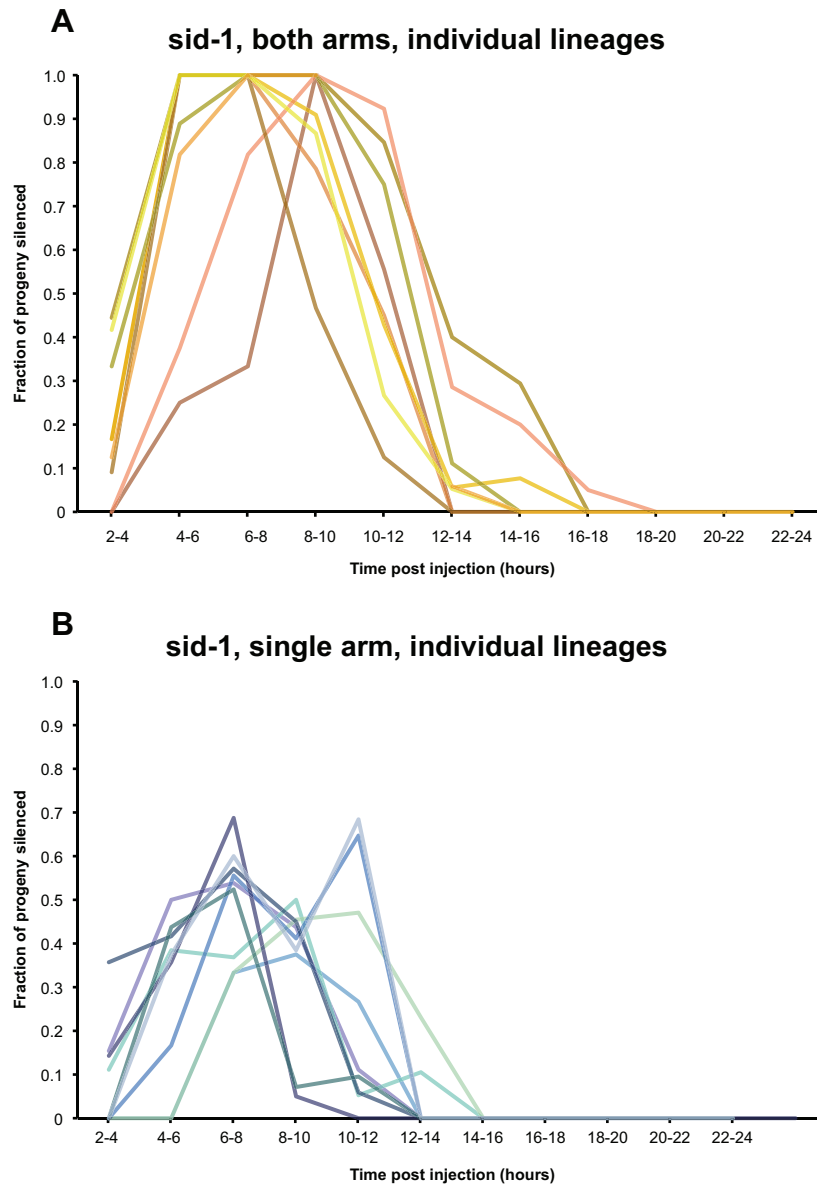 A
sid-1, both arms, individual lineages
1.0
0.9
0.8
0.7
0.6
0.5
0.4
0.3
0.2
0.1
0
Fraction of progeny silenced
2-4 4-6 6-8 8-10 10-12 12-14 14-16 16-18 18-20 20-22 22-24
Time post injection (hours)
B
sid-1, single arm, individual lineages
1.0
0.9
0.8
0.7
0.6
0.5
0.4
0.3
0.2
0.1
0
Fraction of progeny silenced
2-4 4-6 6-8 8-10 10-12 12-14 14-16 16-18 18-20 20-22 22-24
Time post injection (hours)